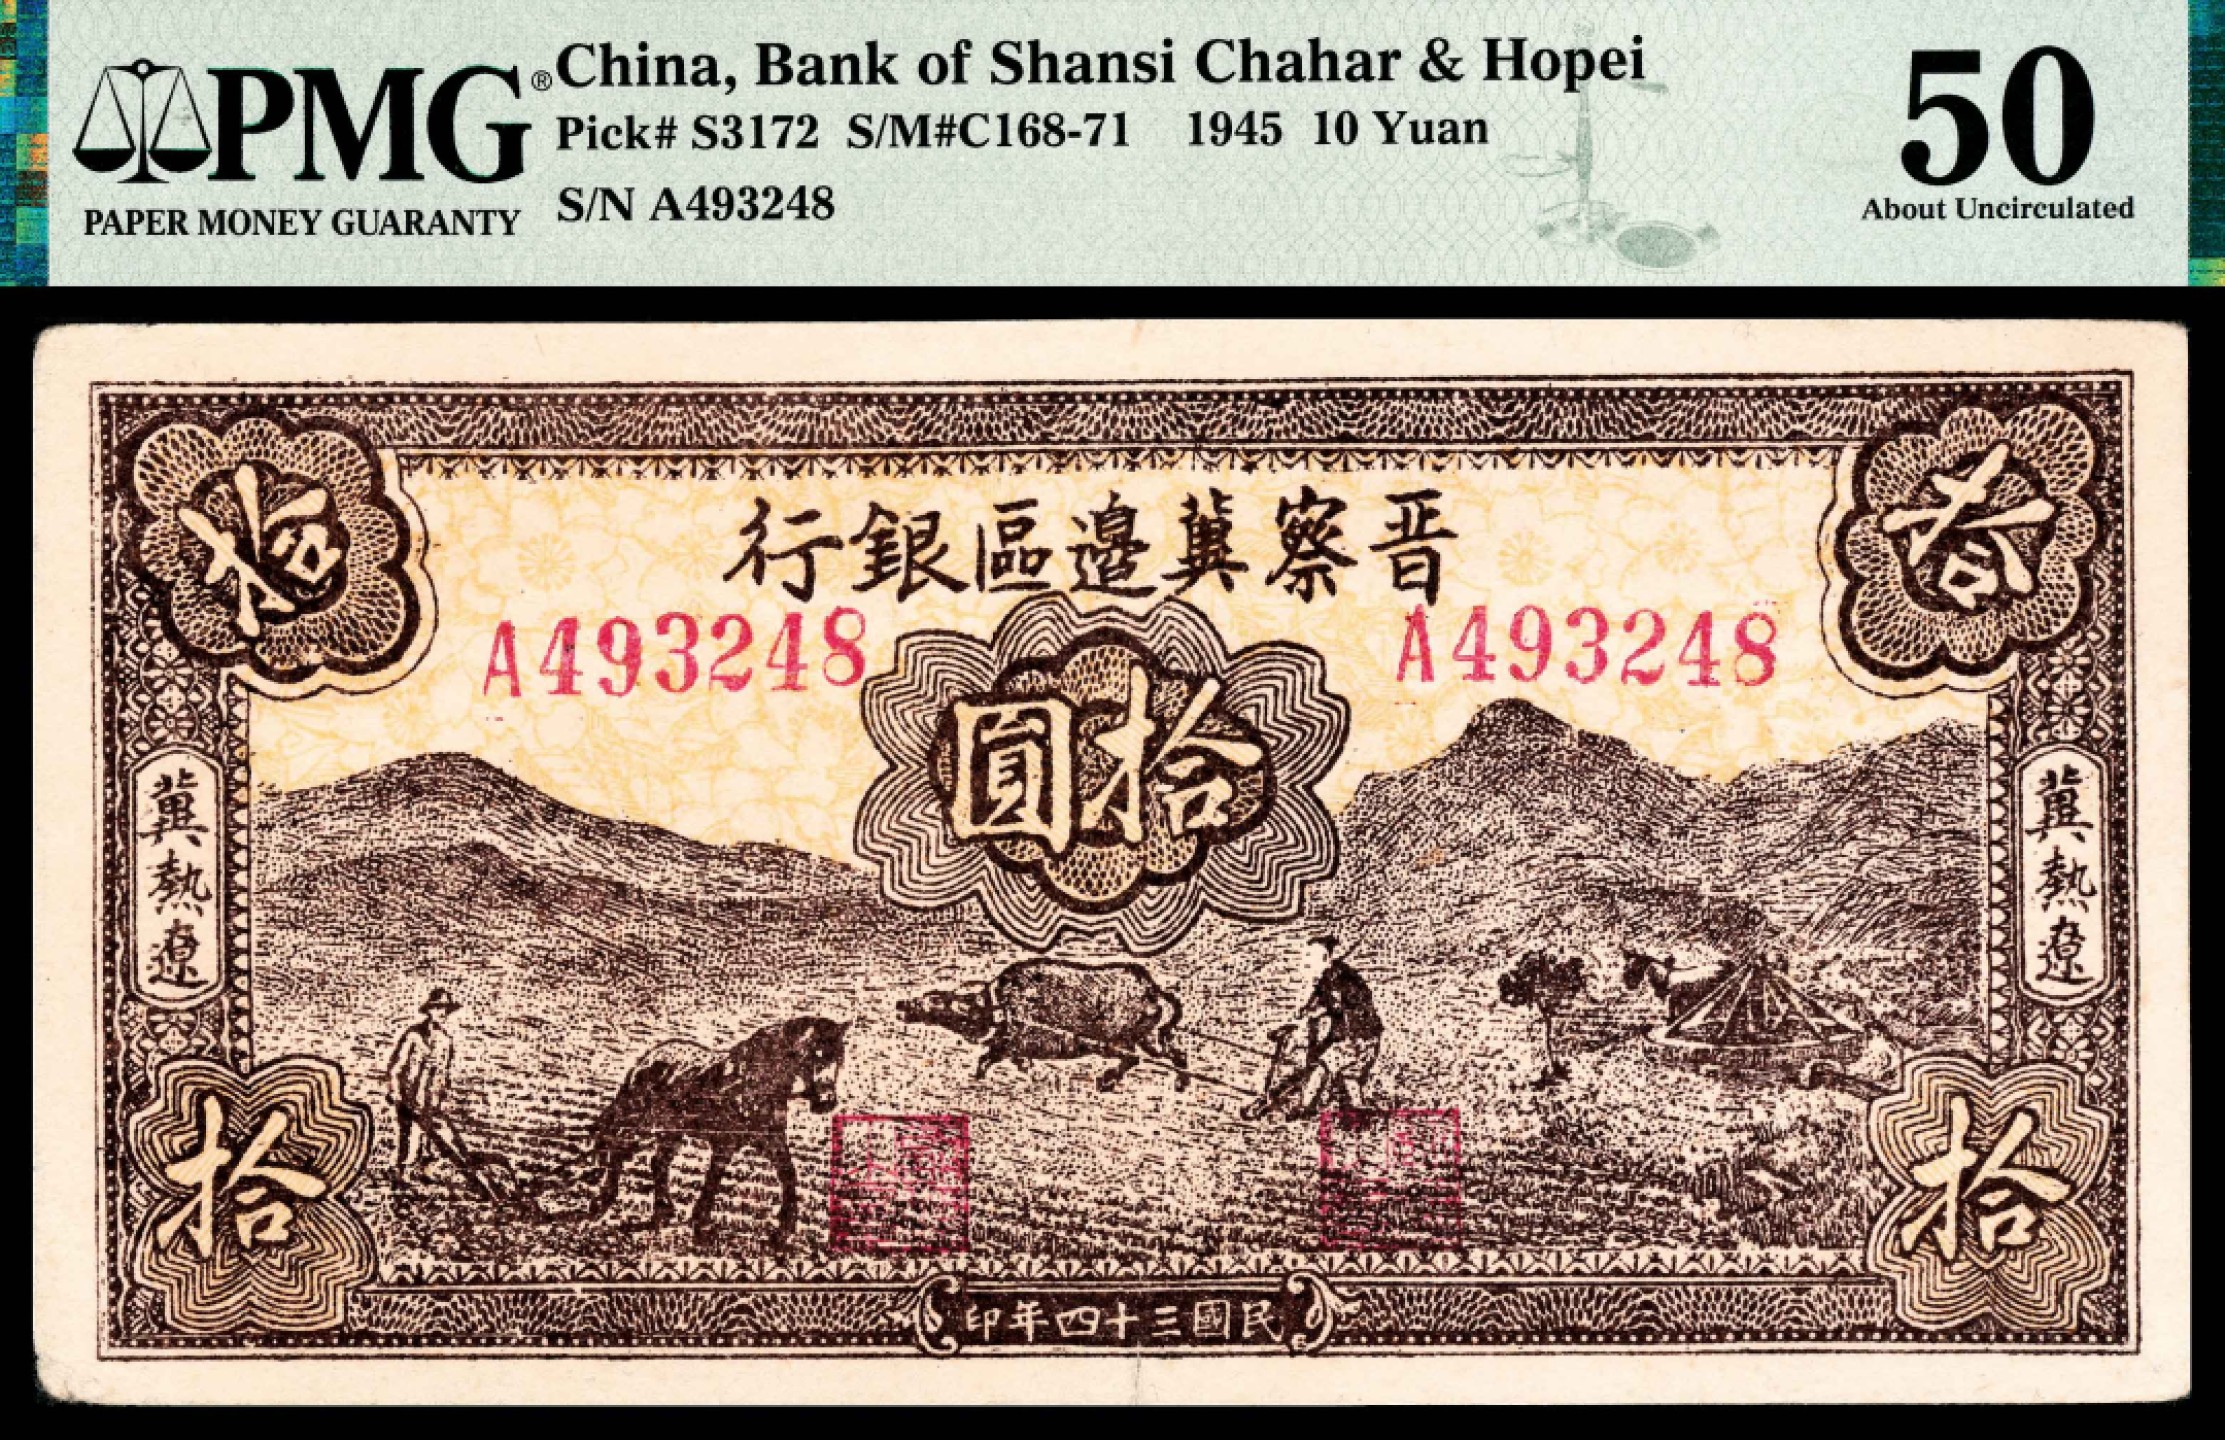 PMG® China, Bank of Shansi Chahar & Hopei
Pick# S3172 S/M#C168-71 1945 10 Yuan
S/N A493248
PAPER MONEY GUARANTY
50
About Uncirculated
拾
拾
晋察冀邊區銀行
A493248
A493248
拾圓
冀熱遼
冀熱遼
拾
拾
民國三十四年印